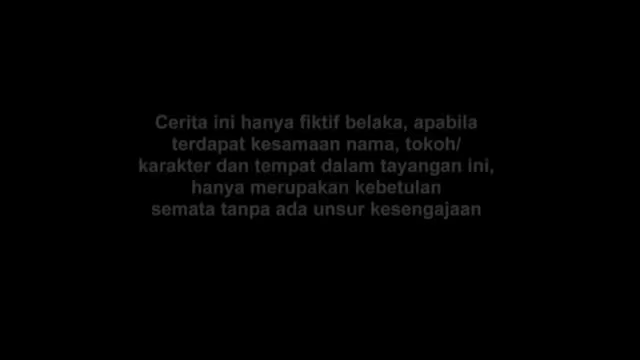 Cerita ini hanya fiktif belaka, apabila
terdapat kesamaan nama, tokoh/
karakter dan tempat dalam tayangan ini,
hanya merupakan kebetulan
semata tanpa ada unsur kesengajaan